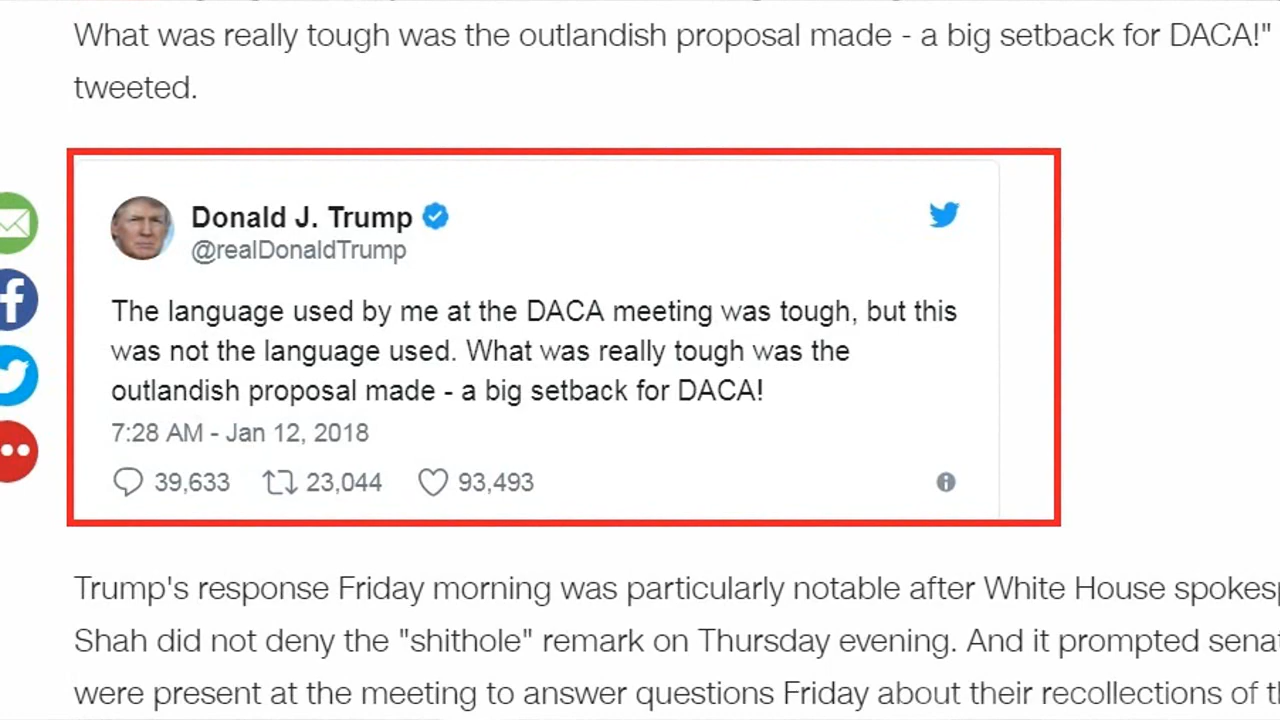 What was really tough was the outlandish proposal made - a big setback for DACA!"
tweeted.
Donald J. Trump
@realDonaldTrump
The language used by me at the DACA meeting was tough, but this
was not the language used. What was really tough was the
outlandish proposal made - a big setback for DACA!
7:28 AM - Jan 12, 2018
39,633 23,044 93,493
Trump's response Friday morning was particularly notable after White House spokesp
Shah did not deny the "shithole" remark on Thursday evening. And it prompted senat
were present at the meeting to answer questions Friday about their recollections of th